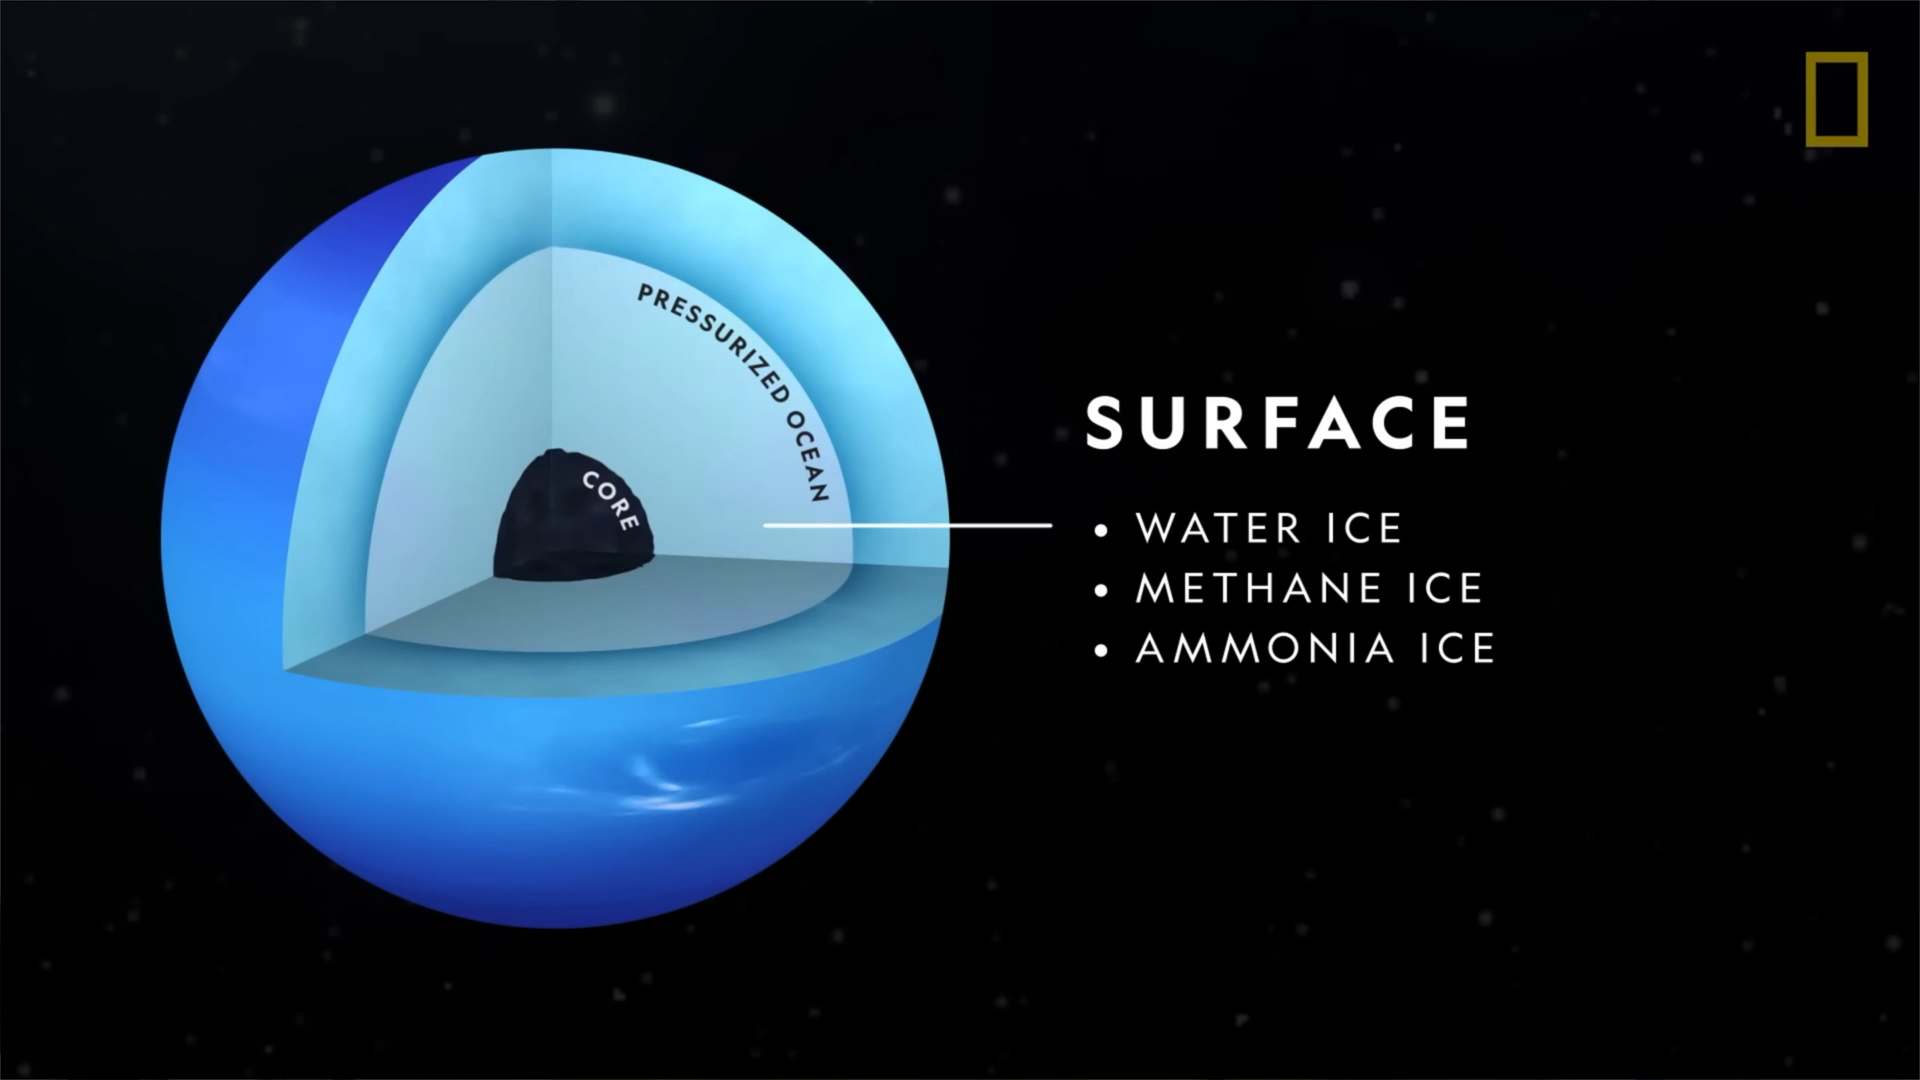 PRESSURIZED OCEAN
CORE
SURFACE
• WATER ICE
• METHANE ICE
• AMMONIA ICE